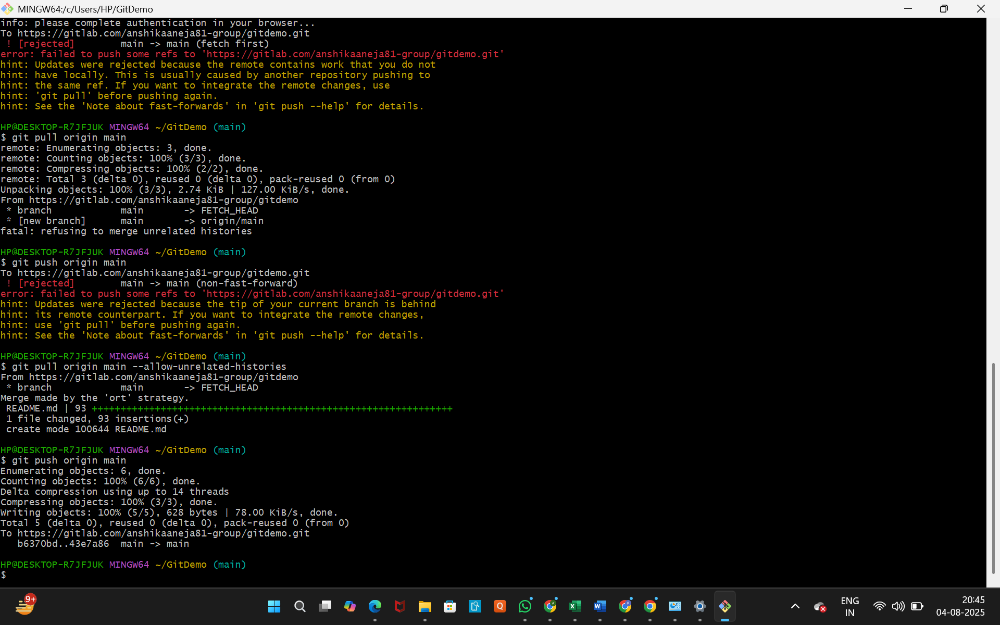 MINGW64:/c/Users/HP/GitDemo
info: please complete authentication in your browser...
To https://gitlab.com/anshikaaneja81-group/gitdemo.git
 ! [rejected]        main -> main (fetch first)
error: failed to push some refs to 'https://gitlab.com/anshikaaneja81-group/gitdemo.git'
hint: Updates were rejected because the remote contains work that you do not
hint: have locally. This is usually caused by another repository pushing to
hint: the same ref. If you want to integrate the remote changes, use
hint: 'git pull' before pushing again.
hint: See the 'Note about fast-forwards' in 'git push --help' for details.
HP@DESKTOP-R7JFJUK MINGW64 ~/GitDemo (main)
$ git pull origin main
remote: Enumerating objects: 3, done.
remote: Counting objects: 100% (3/3), done.
remote: Compressing objects: 100% (2/2), done.
remote: Total 3 (delta 0), reused 0 (delta 0), pack-reused 0 (from 0)
Unpacking objects: 100% (3/3), 2.74 KiB | 127.00 KiB/s, done.
From https://gitlab.com/anshikaaneja81-group/gitdemo
 * branch            main       -> FETCH_HEAD
 * [new branch]      main       -> origin/main
fatal: refusing to merge unrelated histories
HP@DESKTOP-R7JFJUK MINGW64 ~/GitDemo (main)
$ git push origin main
To https://gitlab.com/anshikaaneja81-group/gitdemo.git
 ! [rejected]        main -> main (non-fast-forward)
error: failed to push some refs to 'https://gitlab.com/anshikaaneja81-group/gitdemo.git'
hint: Updates were rejected because the tip of your current branch is behind
hint: its remote counterpart. If you want to integrate the remote changes,
hint: use 'git pull' before pushing again.
hint: See the 'Note about fast-forwards' in 'git push --help' for details.
HP@DESKTOP-R7JFJUK MINGW64 ~/GitDemo (main)
$ git pull origin main --allow-unrelated-histories
From https://gitlab.com/anshikaaneja81-group/gitdemo
 * branch            main       -> FETCH_HEAD
Merge made by the 'ort' strategy.
 README.md | 93 +++++++++++++++++++++++++++++++++++++++++++++++++++++++++++++++
 1 file changed, 93 insertions(+)
 create mode 100644 README.md
HP@DESKTOP-R7JFJUK MINGW64 ~/GitDemo (main)
$ git push origin main
Enumerating objects: 6, done.
Counting objects: 100% (6/6), done.
Delta compression using up to 14 threads
Compressing objects: 100% (3/3), done.
Writing objects: 100% (5/5), 628 bytes | 78.00 KiB/s, done.
Total 5 (delta 0), reused 0 (delta 0), pack-reused 0 (from 0)
To https://gitlab.com/anshikaaneja81-group/gitdemo.git
   b6370bd..43e7a86  main -> main
HP@DESKTOP-R7JFJUK MINGW64 ~/GitDemo (main)
$
9+
ENG
IN
20:45
04-08-2025